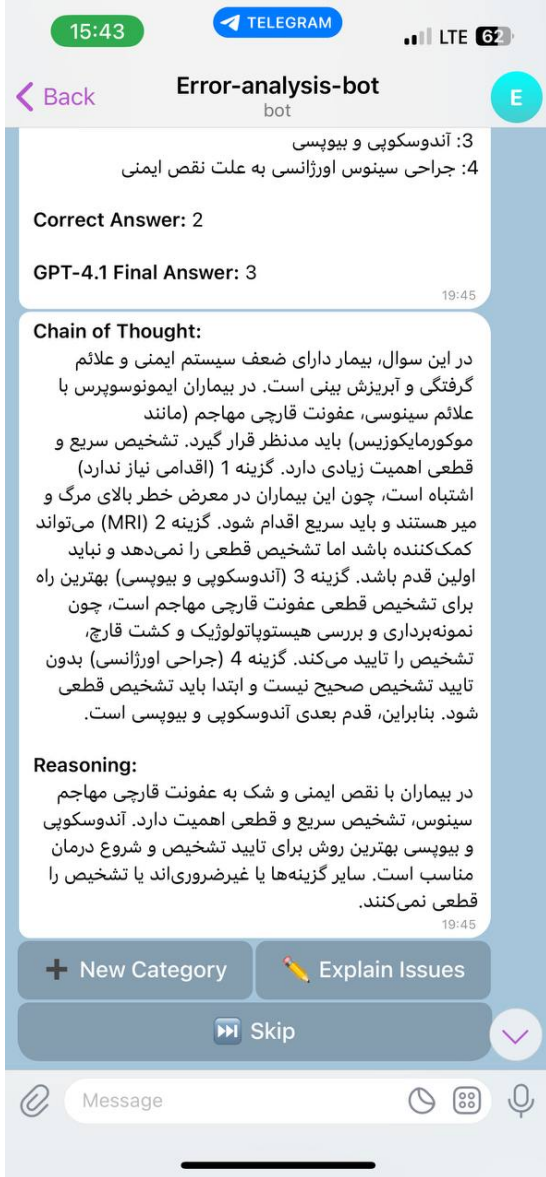 15:43
TELEGRAM
LTE 62
Back
Error-analysis-bot
bot
E
3: آندوسکوپی و بیوپسی
4: جراحی سینوس اورژانسی به علت نقص ایمنی
Correct Answer: 2
GPT-4.1 Final Answer: 3
19:45
Chain of Thought:
در این سوال، بیمار دارای ضعف سیستم ایمنی و علائم
گرفتگی و آبریزش بینی است. در بیماران ایمونوسوپرس با
علائم سینوسی، عفونت قارچی مهاجم (مانند
موکورمایکوزیس) باید مدنظر قرار گیرد. تشخیص سریع و
قطعی اهمیت زیادی دارد. گزینه 1 (اقدامی نیاز ندارد)
اشتباه است، چون این بیماران در معرض خطر بالای مرگ و
میر هستند و باید سریع اقدام شود. گزینه 2 (MRI) می‌تواند
کمک‌کننده باشد اما تشخیص قطعی را نمی‌دهد و نباید
اولین قدم باشد. گزینه 3 (آندوسکوپی و بیوپسی) بهترین راه
برای تشخیص قطعی عفونت قارچی مهاجم است، چون
نمونه‌برداری و بررسی هیستوپاتولوژیک و کشت قارچ،
تشخیص را تایید می‌کند. گزینه 4 (جراحی اورژانسی) بدون
تایید تشخیص صحیح نیست و ابتدا باید تشخیص قطعی
شود. بنابراین، قدم بعدی آندوسکوپی و بیوپسی است.
Reasoning:
در بیماران با نقص ایمنی و شک به عفونت قارچی مهاجم
سینوس، تشخیص سریع و قطعی اهمیت دارد. آندوسکوپی
و بیوپسی بهترین روش برای تایید تشخیص و شروع درمان
مناسب است. سایر گزینه‌ها یا غیرضروری‌اند یا تشخیص را
قطعی نمی‌کنند.
19:45
New Category
Explain Issues
Skip
Message